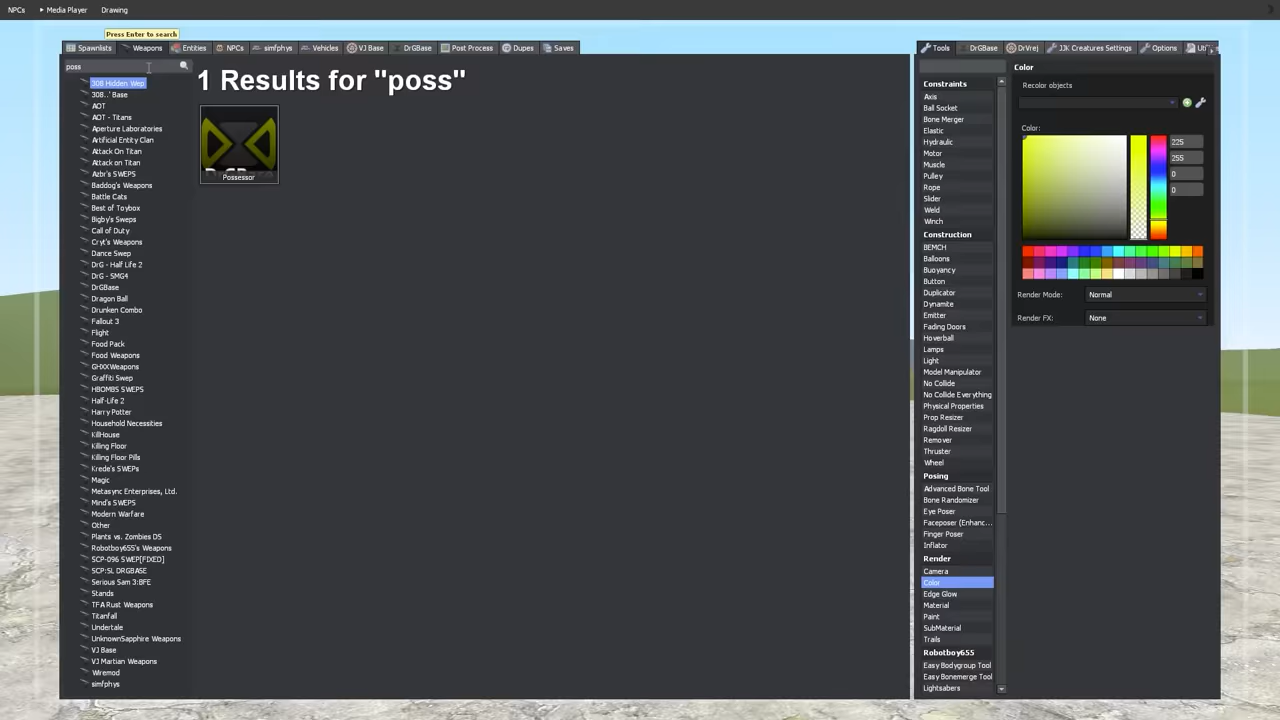 NPCs Media Player Drawing
Press Enter to search
Spawnlists Weapons Entities NPCs simfphys Vehicles VJ Base DrGBase Post Process Dupes Saves
poss
308 Hidden Wep
308..' Base
AOT
AOT - Titans
Aperture Laboratories
Artificial Entity Clan
Attack On Titan
Attack on Titan
Azbr's SWEPS
Baddog's Weapons
Battle Cats
Best of Toybox
Bigby's Sweps
Call of Duty
Cryt's Weapons
Dance Swep
DrG - Half Life 2
DrG - SMG4
DrGBase
Dragon Ball
Drunken Combo
Fallout 3
Flight
Food Pack
Food Weapons
GHXXWeapons
Graffiti Swep
HBOMBS SWEPS
Half-Life 2
Harry Potter
Household Necessities
KillHouse
Killing Floor
Killing Floor Pills
Krede's SWEPs
Magic
Metasync Enterprises, Ltd.
Mind's SWEPS
Modern Warfare
Other
Plants vs. Zombies DS
Robotboy655's Weapons
SCP-096 SWEP[FIXED]
SCP:SL DRGBASE
Serious Sam 3:BFE
Stands
TFA Rust Weapons
Titanfall
Undertale
UnknownSapphire Weapons
VJ Base
VJ Martian Weapons
Wiremod
simfphys
1 Results for "poss"
Possessor
Tools DrGBase DrVrej JJk Creatures Settings Options
Constraints
Axis
Ball Socket
Bone Merger
Elastic
Hydraulic
Motor
Muscle
Pulley
Rope
Slider
Weld
Winch
Construction
BEMCH
Balloons
Buoyancy
Button
Duplicator
Dynamite
Emitter
Fading Doors
Hoverball
Lamps
Light
Model Manipulator
No Collide
No Collide Everything
Physical Properties
Prop Resizer
Ragdoll Resizer
Remover
Thruster
Wheel
Posing
Advanced Bone Tool
Bone Randomizer
Eye Poser
Faceposer (Enhanc...
Finger Poser
Inflator
Render
Camera
Color
Edge Glow
Material
Paint
SubMaterial
Trails
Robotboy655
Easy Bodygroup Tool
Easy Bonemerge Tool
Lightsabers
Color
Recolor objects
Color:
225
255
0
0
Render Mode: Normal
Render FX: None